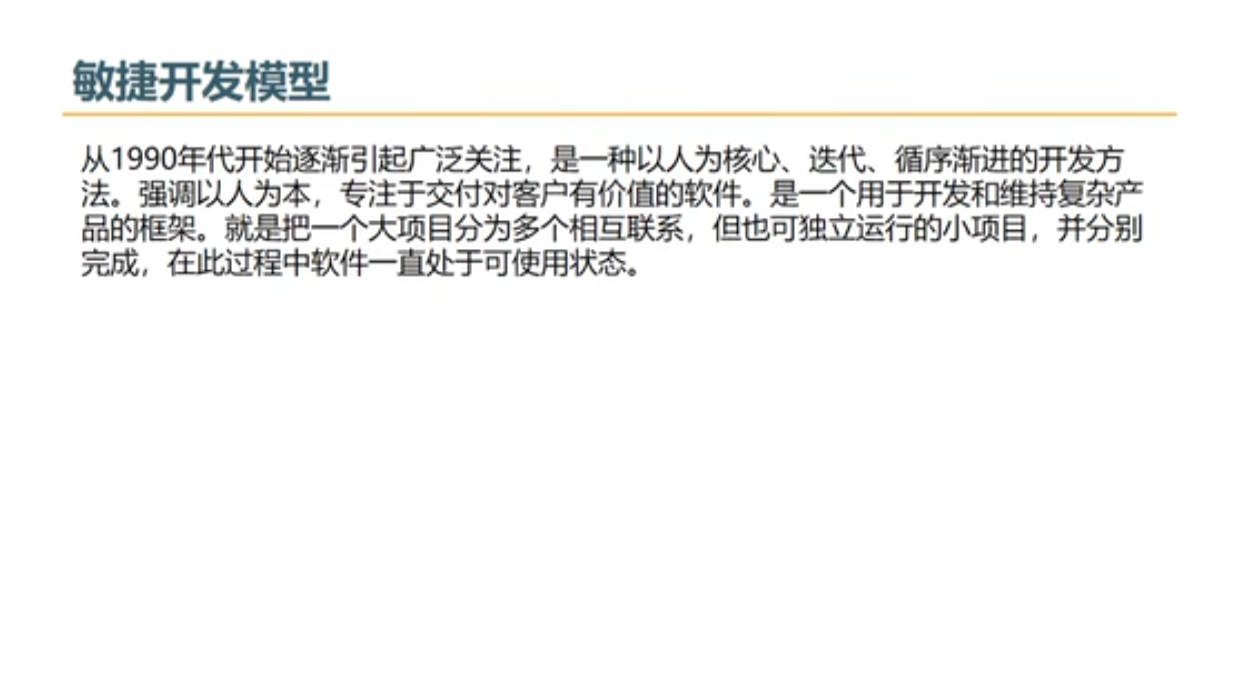 敏捷开发模型
从1990年代开始逐渐引起广泛关注，是一种以人为核心、迭代、循序渐进的开发方
法。强调以人为本，专注于交付对客户有价值的软件。是一个用于开发和维持复杂产
品的框架。就是把一个大项目分为多个相互联系，但也可独立运行的小项目，并分别
完成，在此过程中软件一直处于可使用状态。